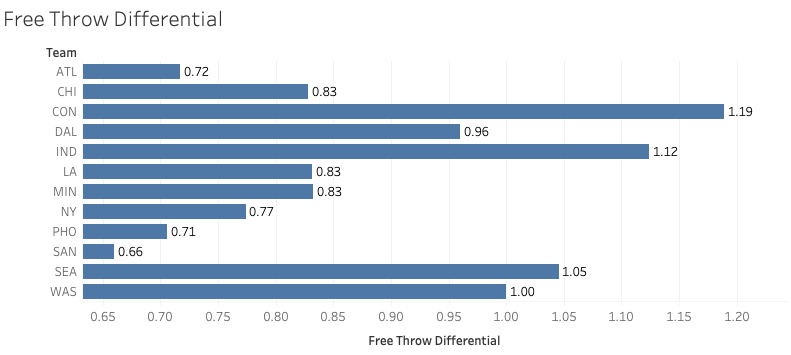 Free Throw Differential
Team
ATL 0.72
CHI 0.83
CON 1.19
DAL 0.96
IND 1.12
LA 0.83
MIN 0.83
NY 0.77
PHO 0.71
SAN 0.66
SEA 1.05
WAS 1.00
0.65 0.70 0.75 0.80 0.85 0.90 0.95 1.00 1.05 1.10 1.15 1.20
Free Throw Differential